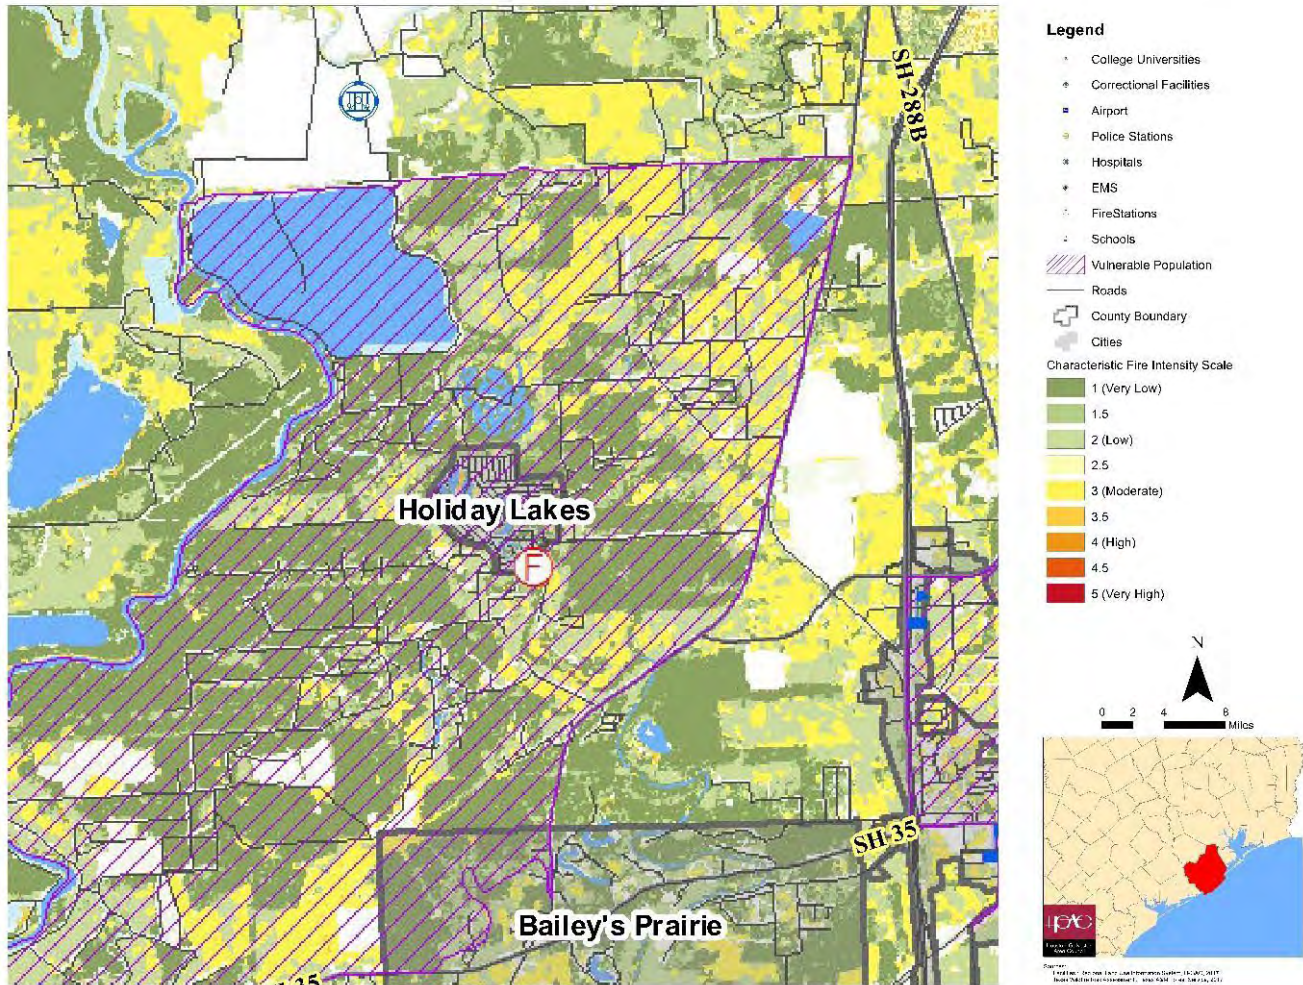 SH-288B
Holiday Lakes
F
SH-35
Bailey's Prairie
Legend
College Universities
Correctional Facilities
Airport
Police Stations
Hospitals
EMS
FireStations
Schools
Vulnerable Population
Roads
County Boundary
Cities
Characteristic Fire Intensity Scale
1 (Very Low)
1.5
2 (Low)
2.5
3 (Moderate)
3.5
4 (High)
4.5
5 (Very High)
N
0 2 4 8
Miles